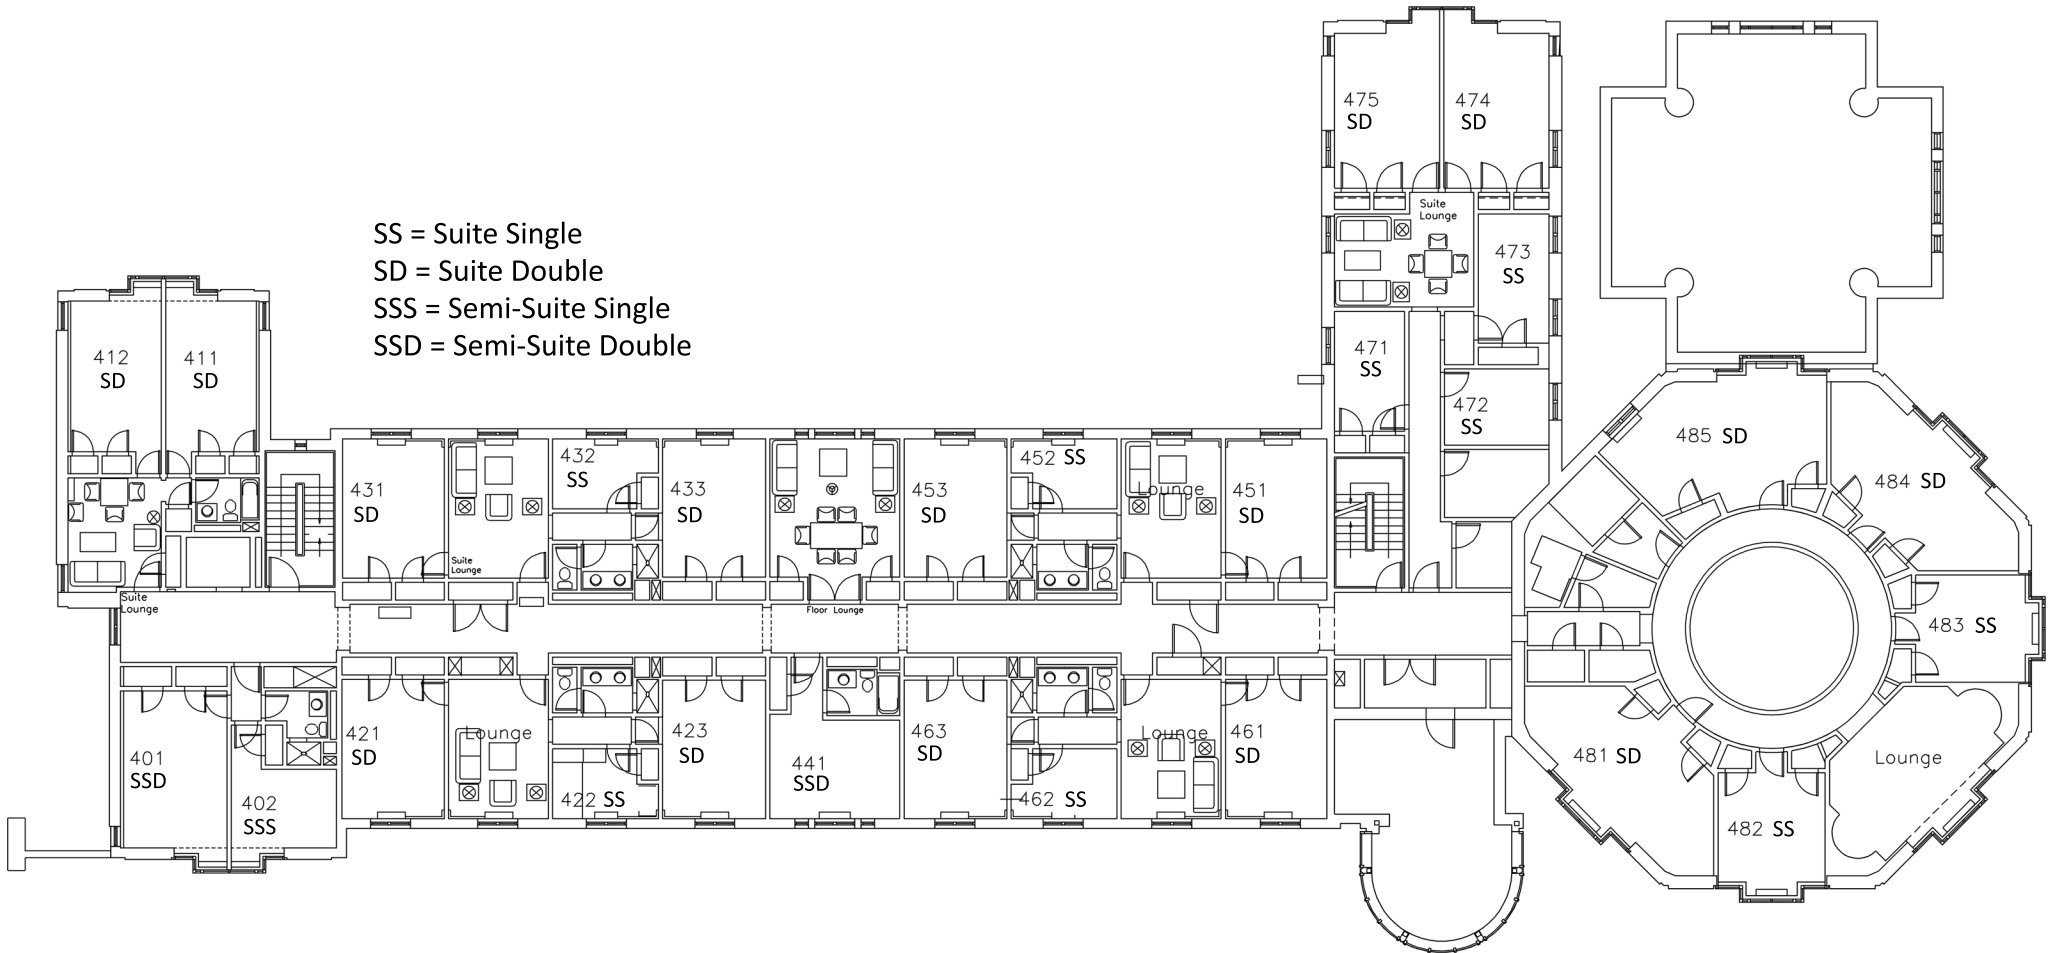 475
SD
474
SD
Suite
Lounge
473
SS
SS = Suite Single
SD = Suite Double
SSS = Semi-Suite Single
SSD = Semi-Suite Double
412
SD
411
SD
471
SS
472
SS
485 SD
484 SD
431
SD
Suite
Lounge
432
SS
433
SD
453
SD
452 SS
Lounge
451
SD
Suite
Lounge
Floor Lounge
483 SS
401
SSD
402
SSS
421
SD
Lounge
422 SS
423
SD
441
SSD
463
SD
462 SS
Lounge
461
SD
481 SD
482 SS
Lounge